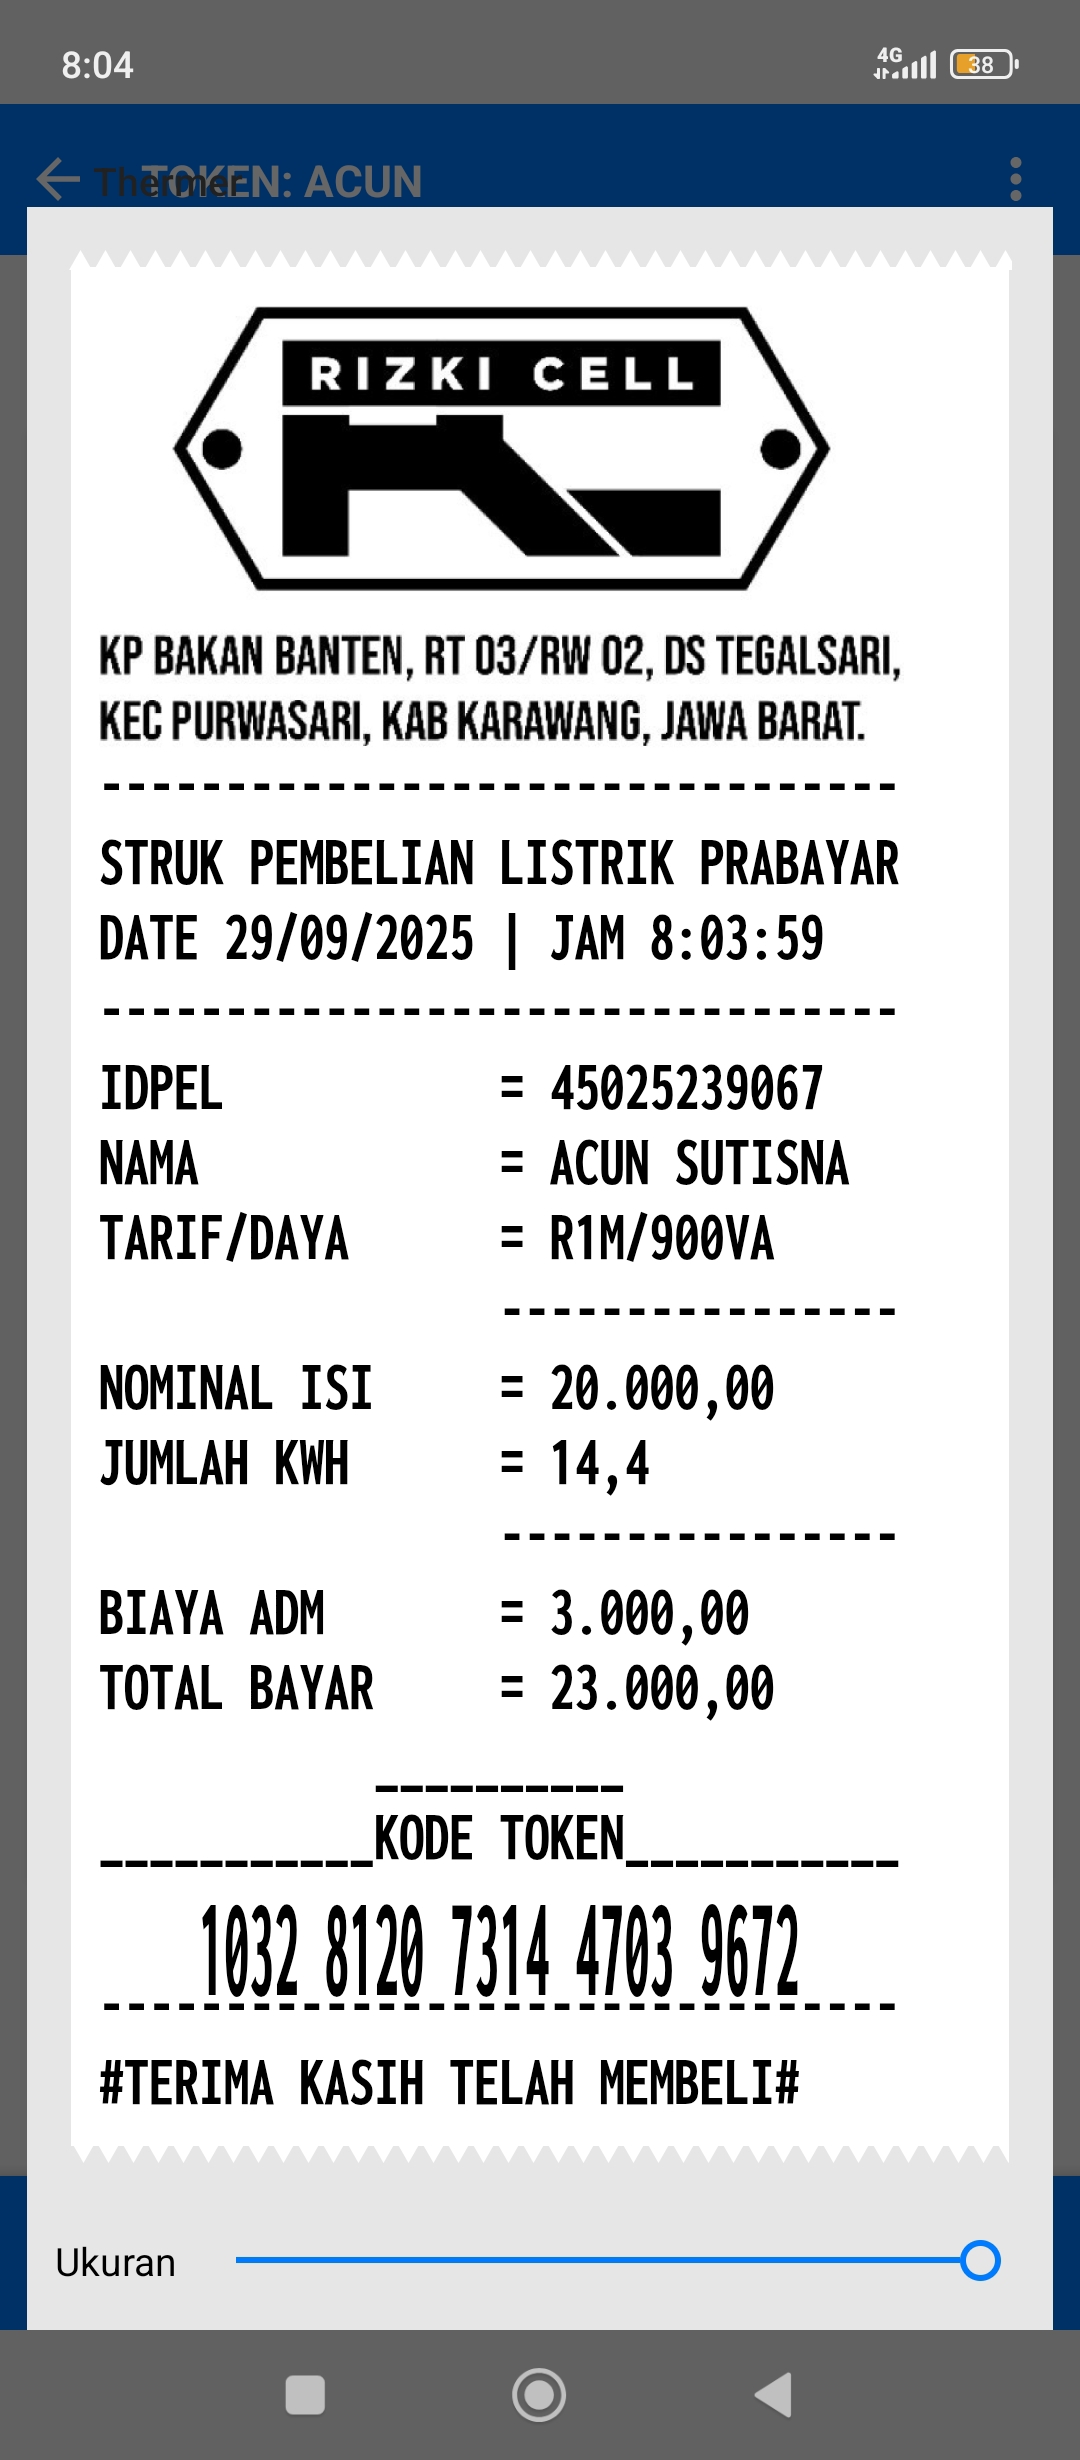 8:04
4G
38
Thermer
TOKEN: ACUN
RIZKI CELL
KP BAKAN BANTEN, RT 03/RW 02, DS TEGALSARI,
KEC PURWASARI, KAB KARAWANG, JAWA BARAT.
--------------------------------
STRUK PEMBELIAN LISTRIK PRABAYAR
DATE 29/09/2025 | JAM 8:03:59
--------------------------------
IDPEL = 45025239067
NAMA = ACUN SUTISNA
TARIF/DAYA = R1M/900VA
----------------
NOMINAL ISI = 20.000,00
JUMLAH KWH = 14,4
----------------
BIAYA ADM = 3.000,00
TOTAL BAYAR = 23.000,00
__________
___________KODE TOKEN___________
1032 8120 7314 4703 9672
--------------------------------
#TERIMA KASIH TELAH MEMBELI#
Ukuran